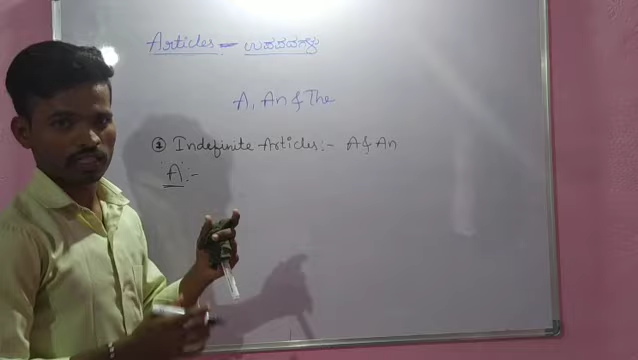 Articles - ಉಪಪದಗಳು
A, An & The
① Indefinite Articles :- A & An
'A' :-